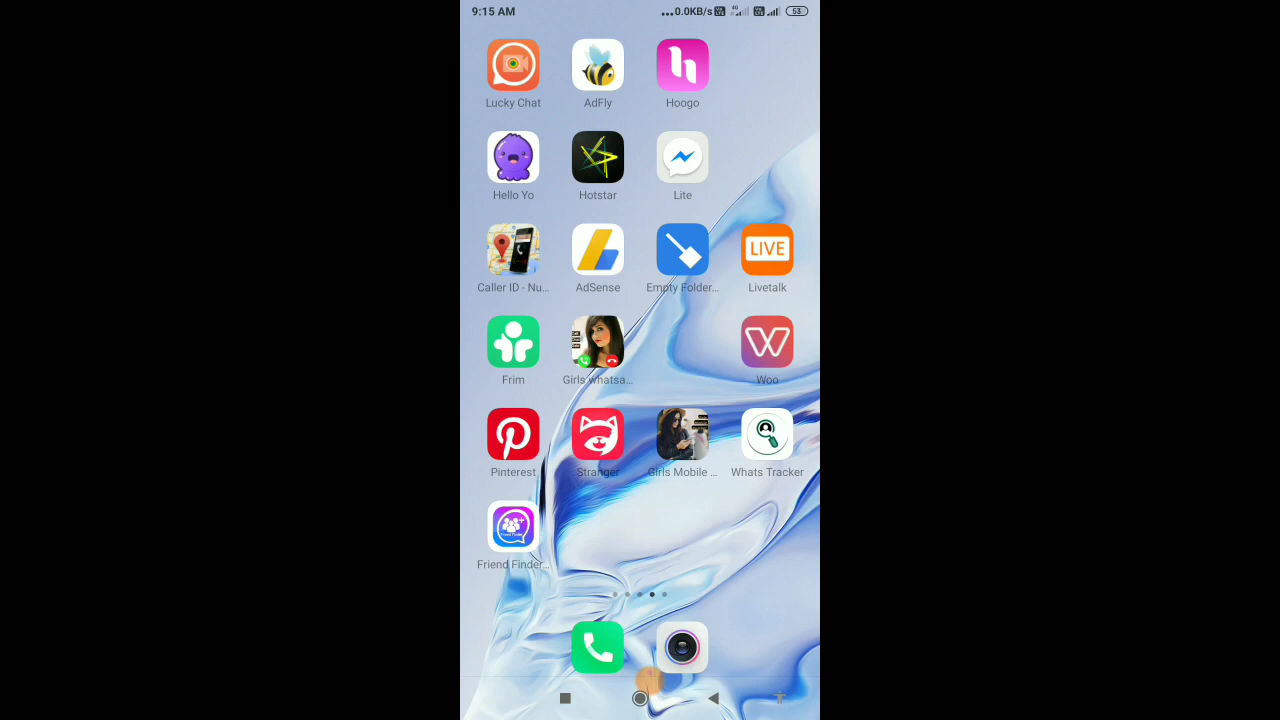 9:15 AM
...0.0KB/s 4G 53
Lucky Chat AdFly Hoogo
Hello Yo Hotstar Lite
LIVE
Caller ID - Nu... AdSense Empty Folder... Livetalk
Frim Girls whatsa... Woo
Pinterest Stranger Girls Mobile ... Whats Tracker
Friend Finder...